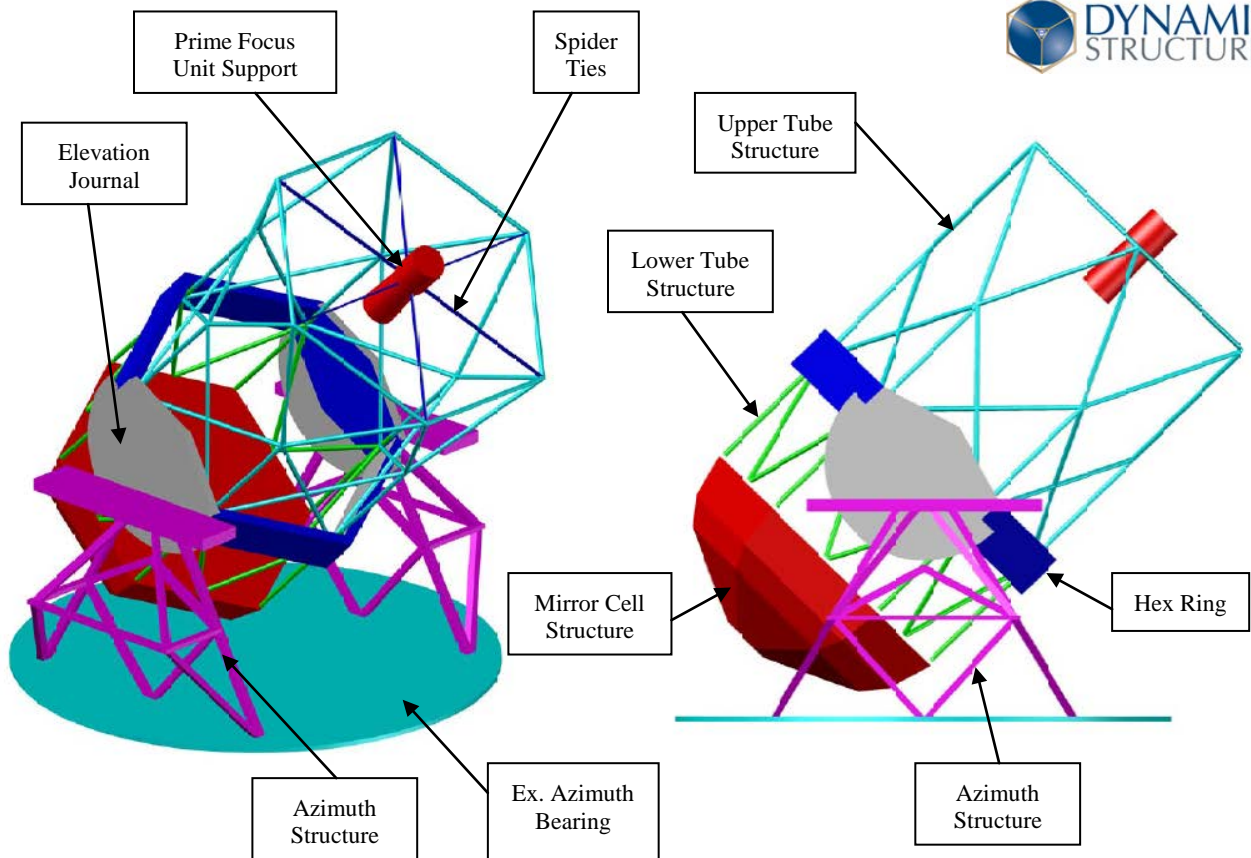 DYNAMI
STRUCTUR
Prime Focus
Unit Support
Spider
Ties
Elevation
Journal
Upper Tube
Structure
Lower Tube
Structure
Mirror Cell
Structure
Hex Ring
Azimuth
Structure
Ex. Azimuth
Bearing
Azimuth
Structure